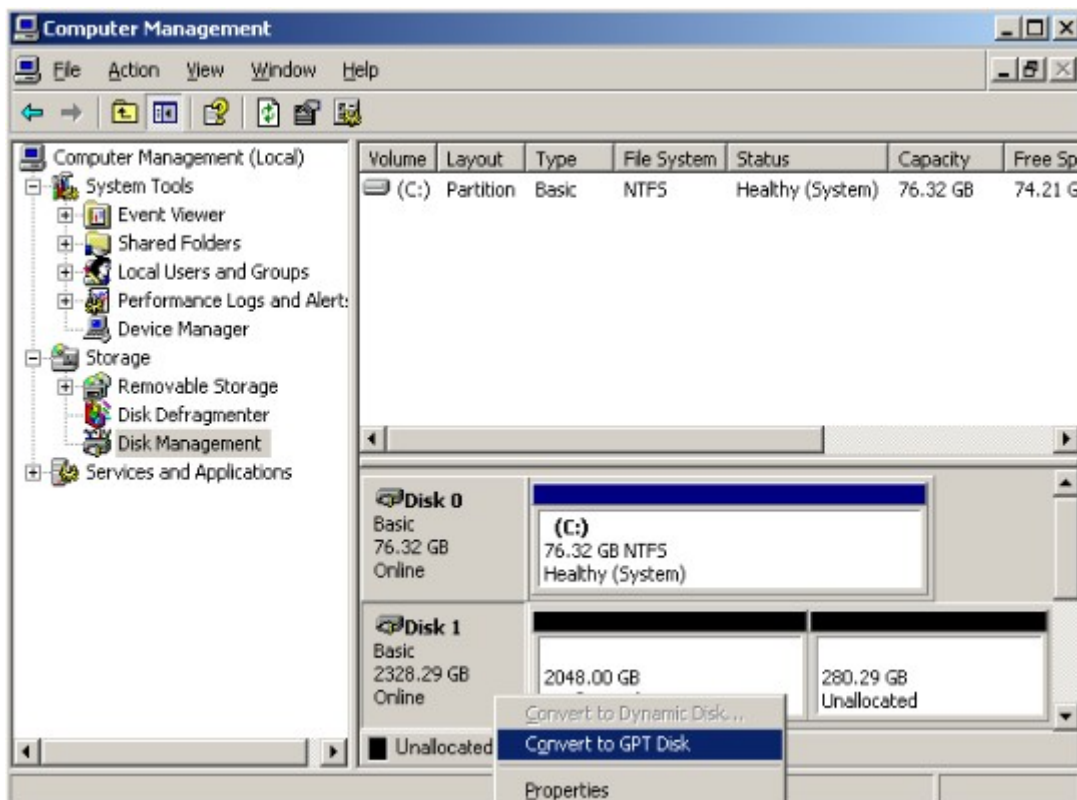 Computer Management
File Action View Window Help
Computer Management (Local)
System Tools
Event Viewer
Shared Folders
Local Users and Groups
Performance Logs and Alert
Device Manager
Storage
Removable Storage
Disk Defragmenter
Disk Management
Services and Applications
Volume Layout Type File System Status Capacity Free Sp
(C:) Partition Basic NTFS Healthy (System) 76.32 GB 74.21 G
Disk 0
Basic
76.32 GB
Online
(C:)
76.32 GB NTFS
Healthy (System)
Disk 1
Basic
2328.29 GB
Online
2048.00 GB
280.29 GB
Unallocated
Unallocated
Convert to Dynamic Disk...
Convert to GPT Disk
Properties